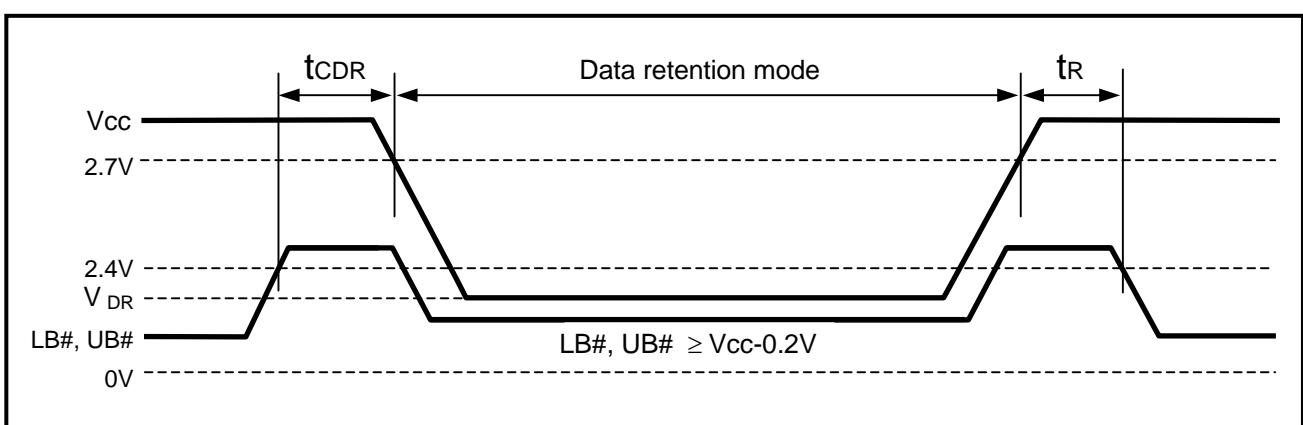 tCDR Data retention mode tR
Vcc
2.7V
2.4V
V DR
LB#, UB#
LB#, UB# ≥ Vcc-0.2V
0V